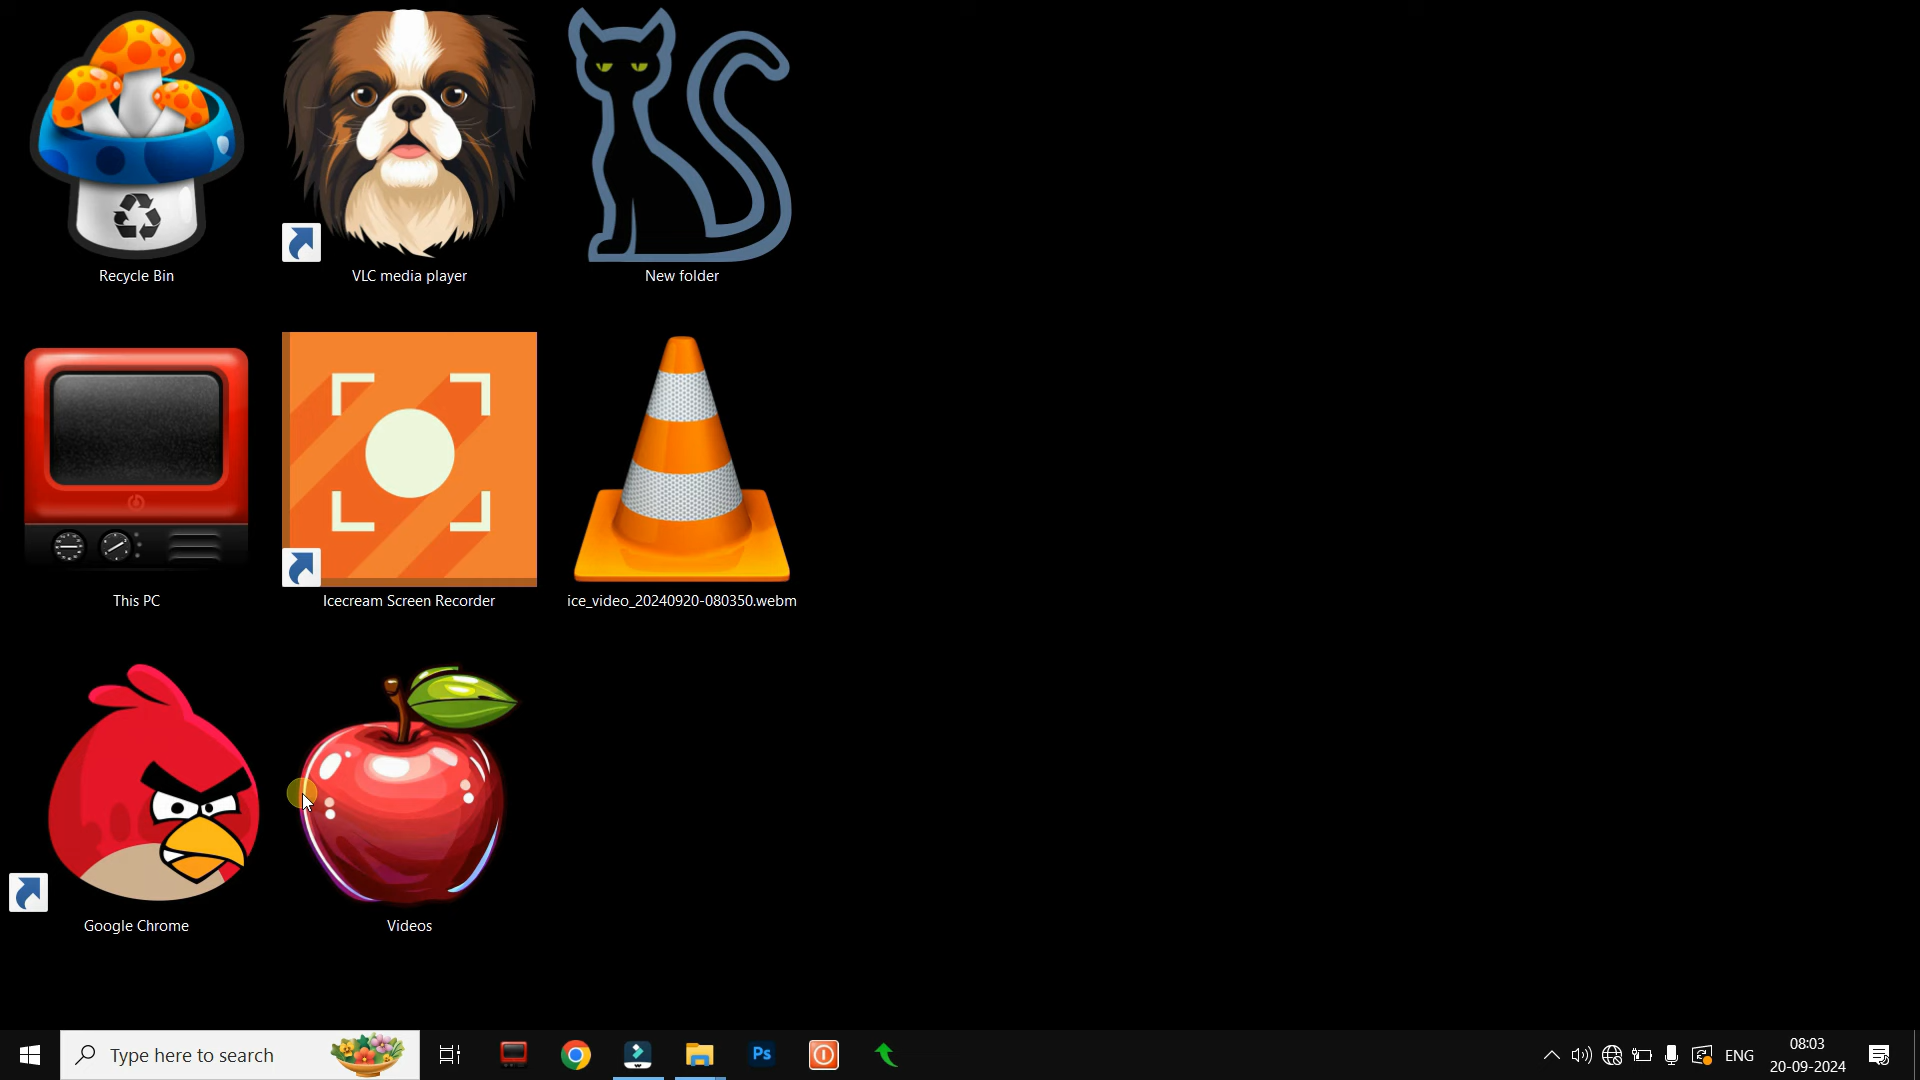 Recycle Bin
VLC media player
New folder
This PC
Icecream Screen Recorder
ice_video_20240920-080350.webm
Google Chrome
Videos
Type here to search
Ps
ENG
08:03
20-09-2024